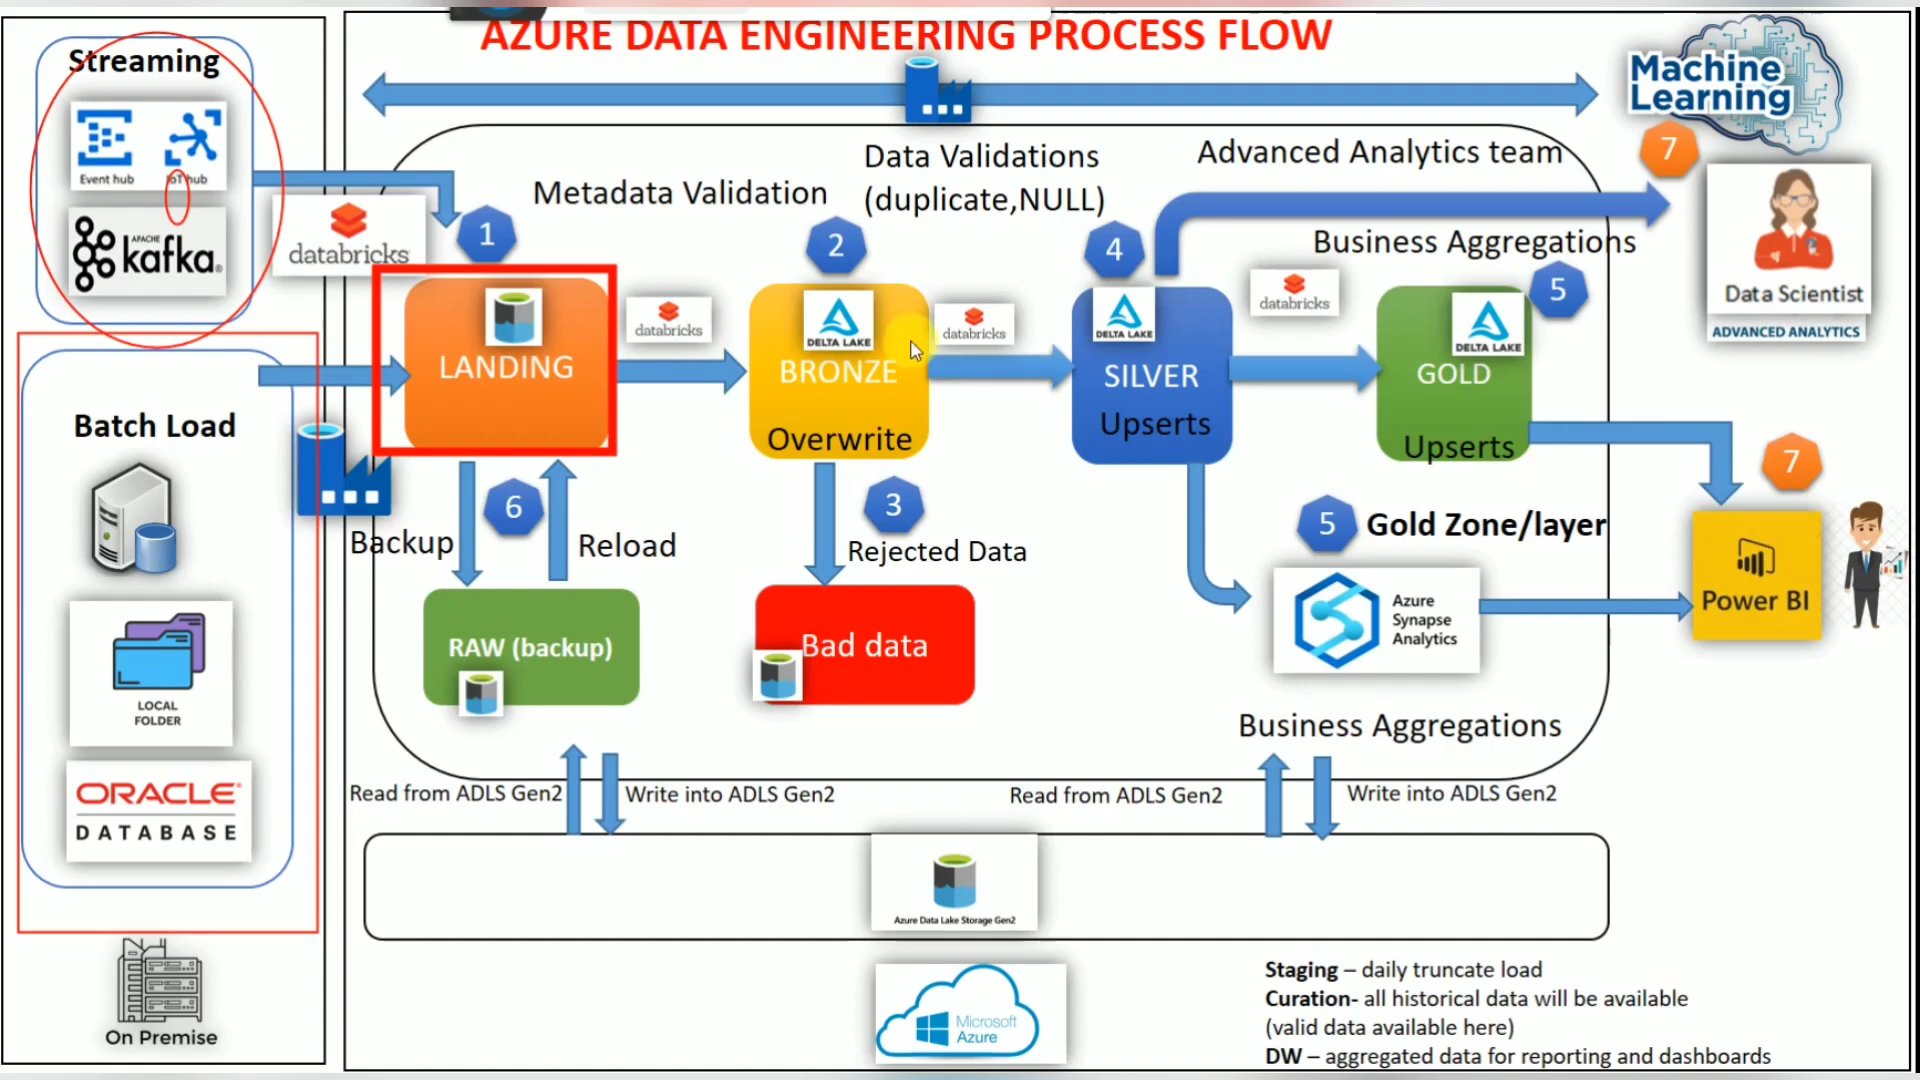 AZURE DATA ENGINEERING PROCESS FLOW
Streaming
Event hub
IoT hub
APACHE
kafka®
databricks
Batch Load
LOCAL
FOLDER
ORACLE®
DATABASE
On Premise
1
Metadata Validation
2
Data Validations
(duplicate,NULL)
4
Advanced Analytics team
Business Aggregations
5
Machine
Learning
7
Data Scientist
ADVANCED ANALYTICS
LANDING
databricks
DELTA LAKE
BRONZE
Overwrite
databricks
DELTA LAKE
SILVER
Upserts
databricks
DELTA LAKE
GOLD
Upserts
6
Backup
Reload
3
Rejected Data
RAW (backup)
Bad data
5
Gold Zone/layer
Azure
Synapse
Analytics
Business Aggregations
7
Power BI
Read from ADLS Gen2
Write into ADLS Gen2
Read from ADLS Gen2
Write into ADLS Gen2
Azure Data Lake Storage Gen2
Microsoft
Azure
Staging – daily truncate load
Curation- all historical data will be available
(valid data available here)
DW – aggregated data for reporting and dashboards